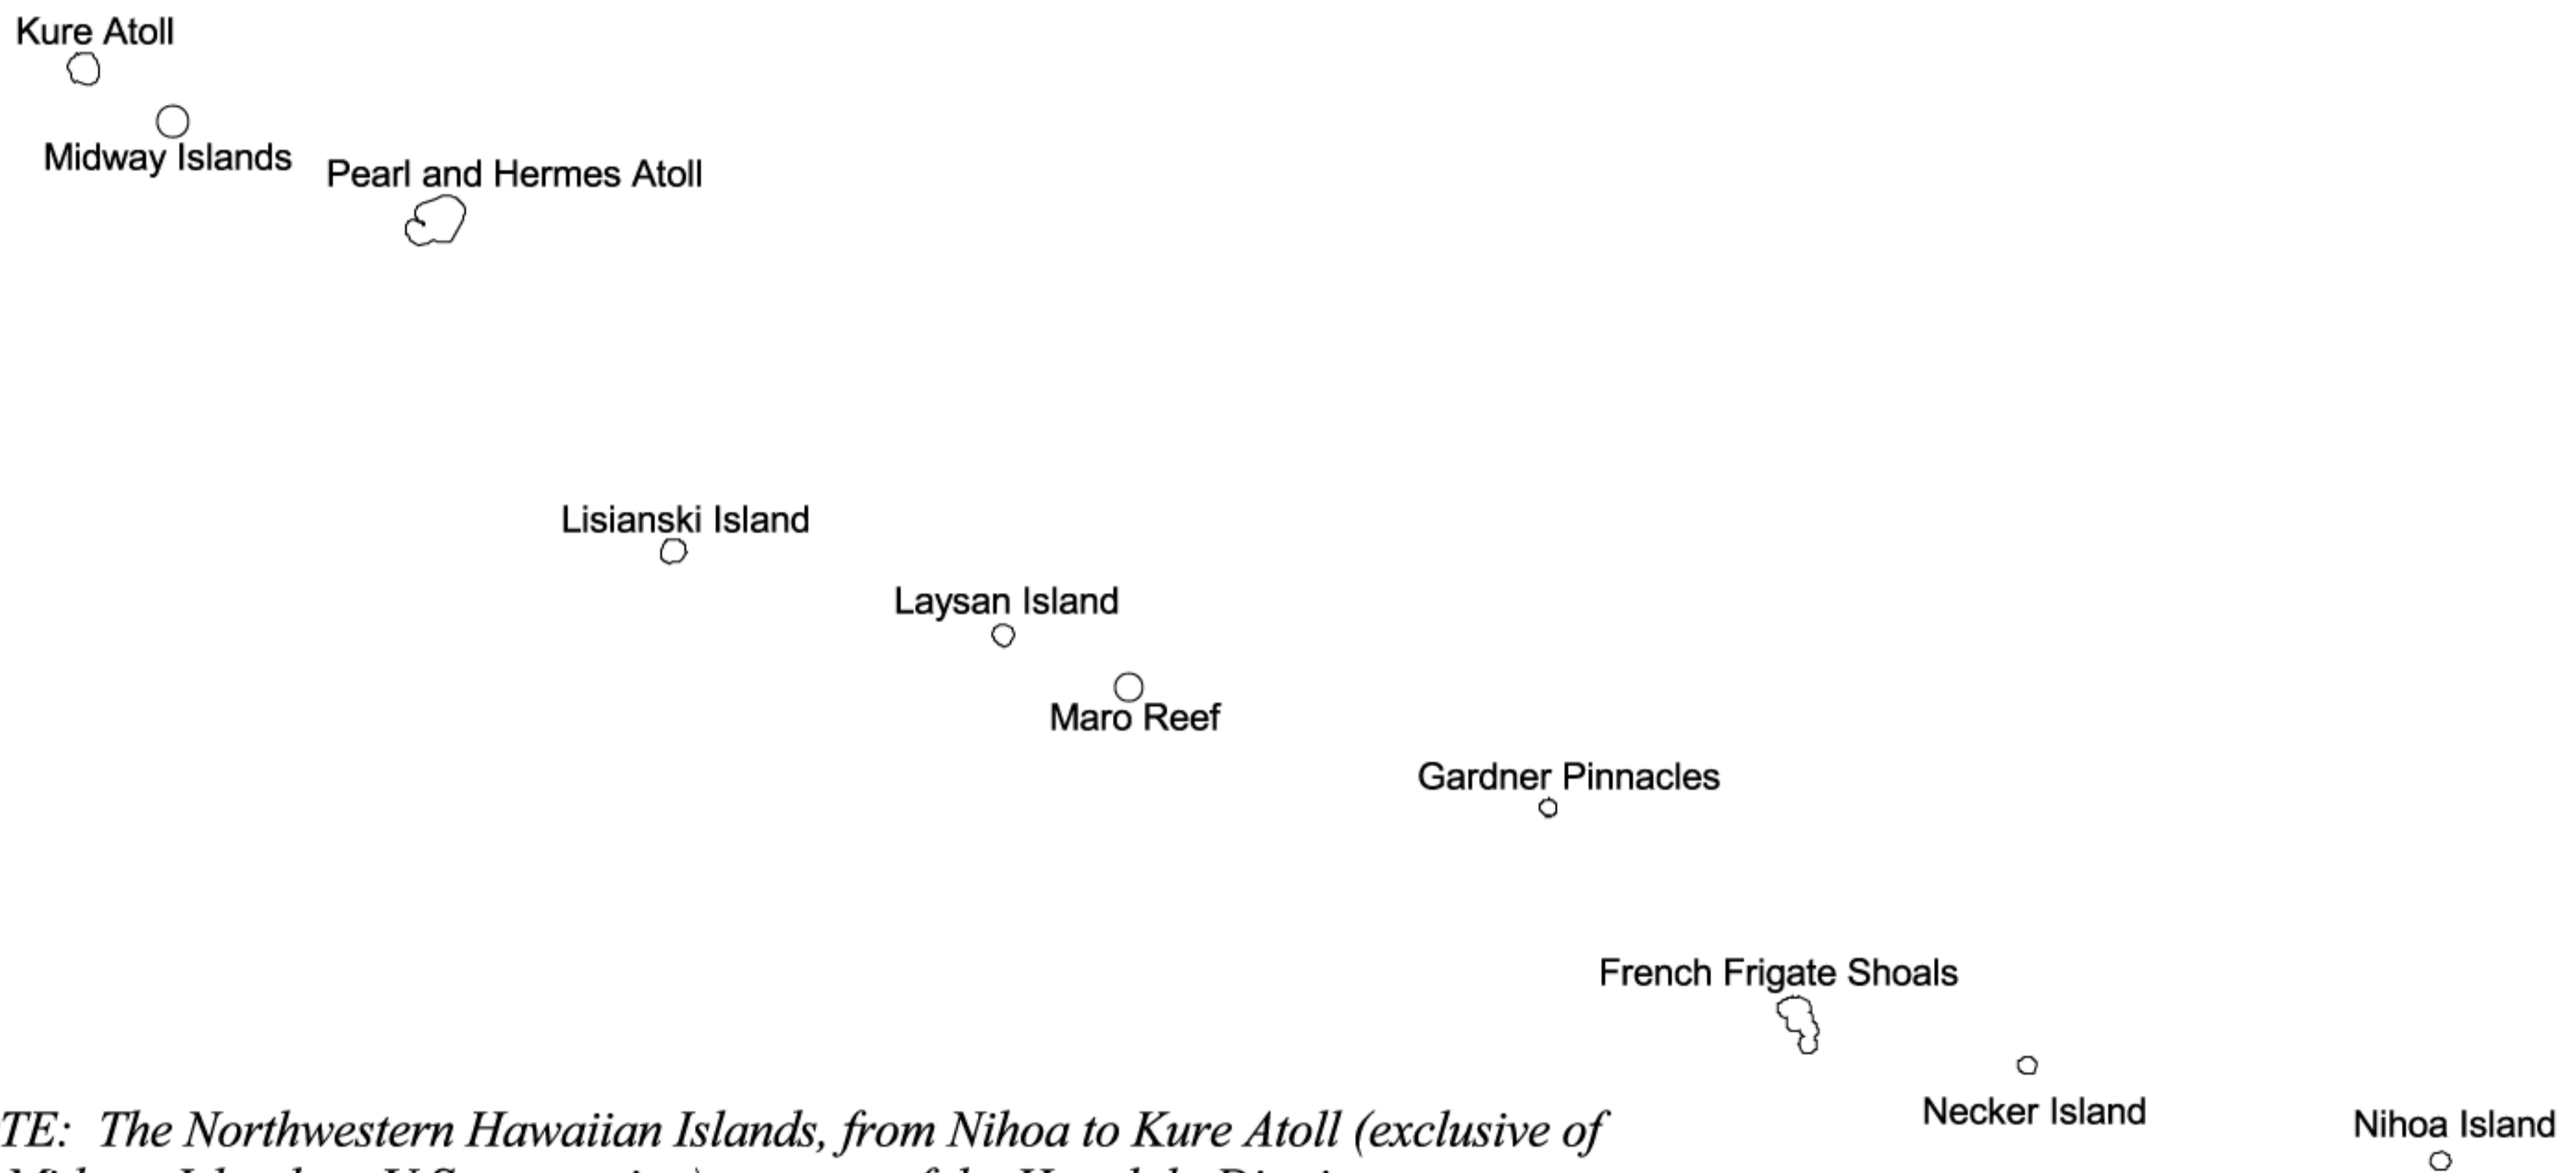 Kure Atoll
Midway Islands
Pearl and Hermes Atoll
Lisianski Island
Laysan Island
Maro Reef
Gardner Pinnacles
French Frigate Shoals
Necker Island
Nihoa Island
TE: The Northwestern Hawaiian Islands, from Nihoa to Kure Atoll (exclusive of